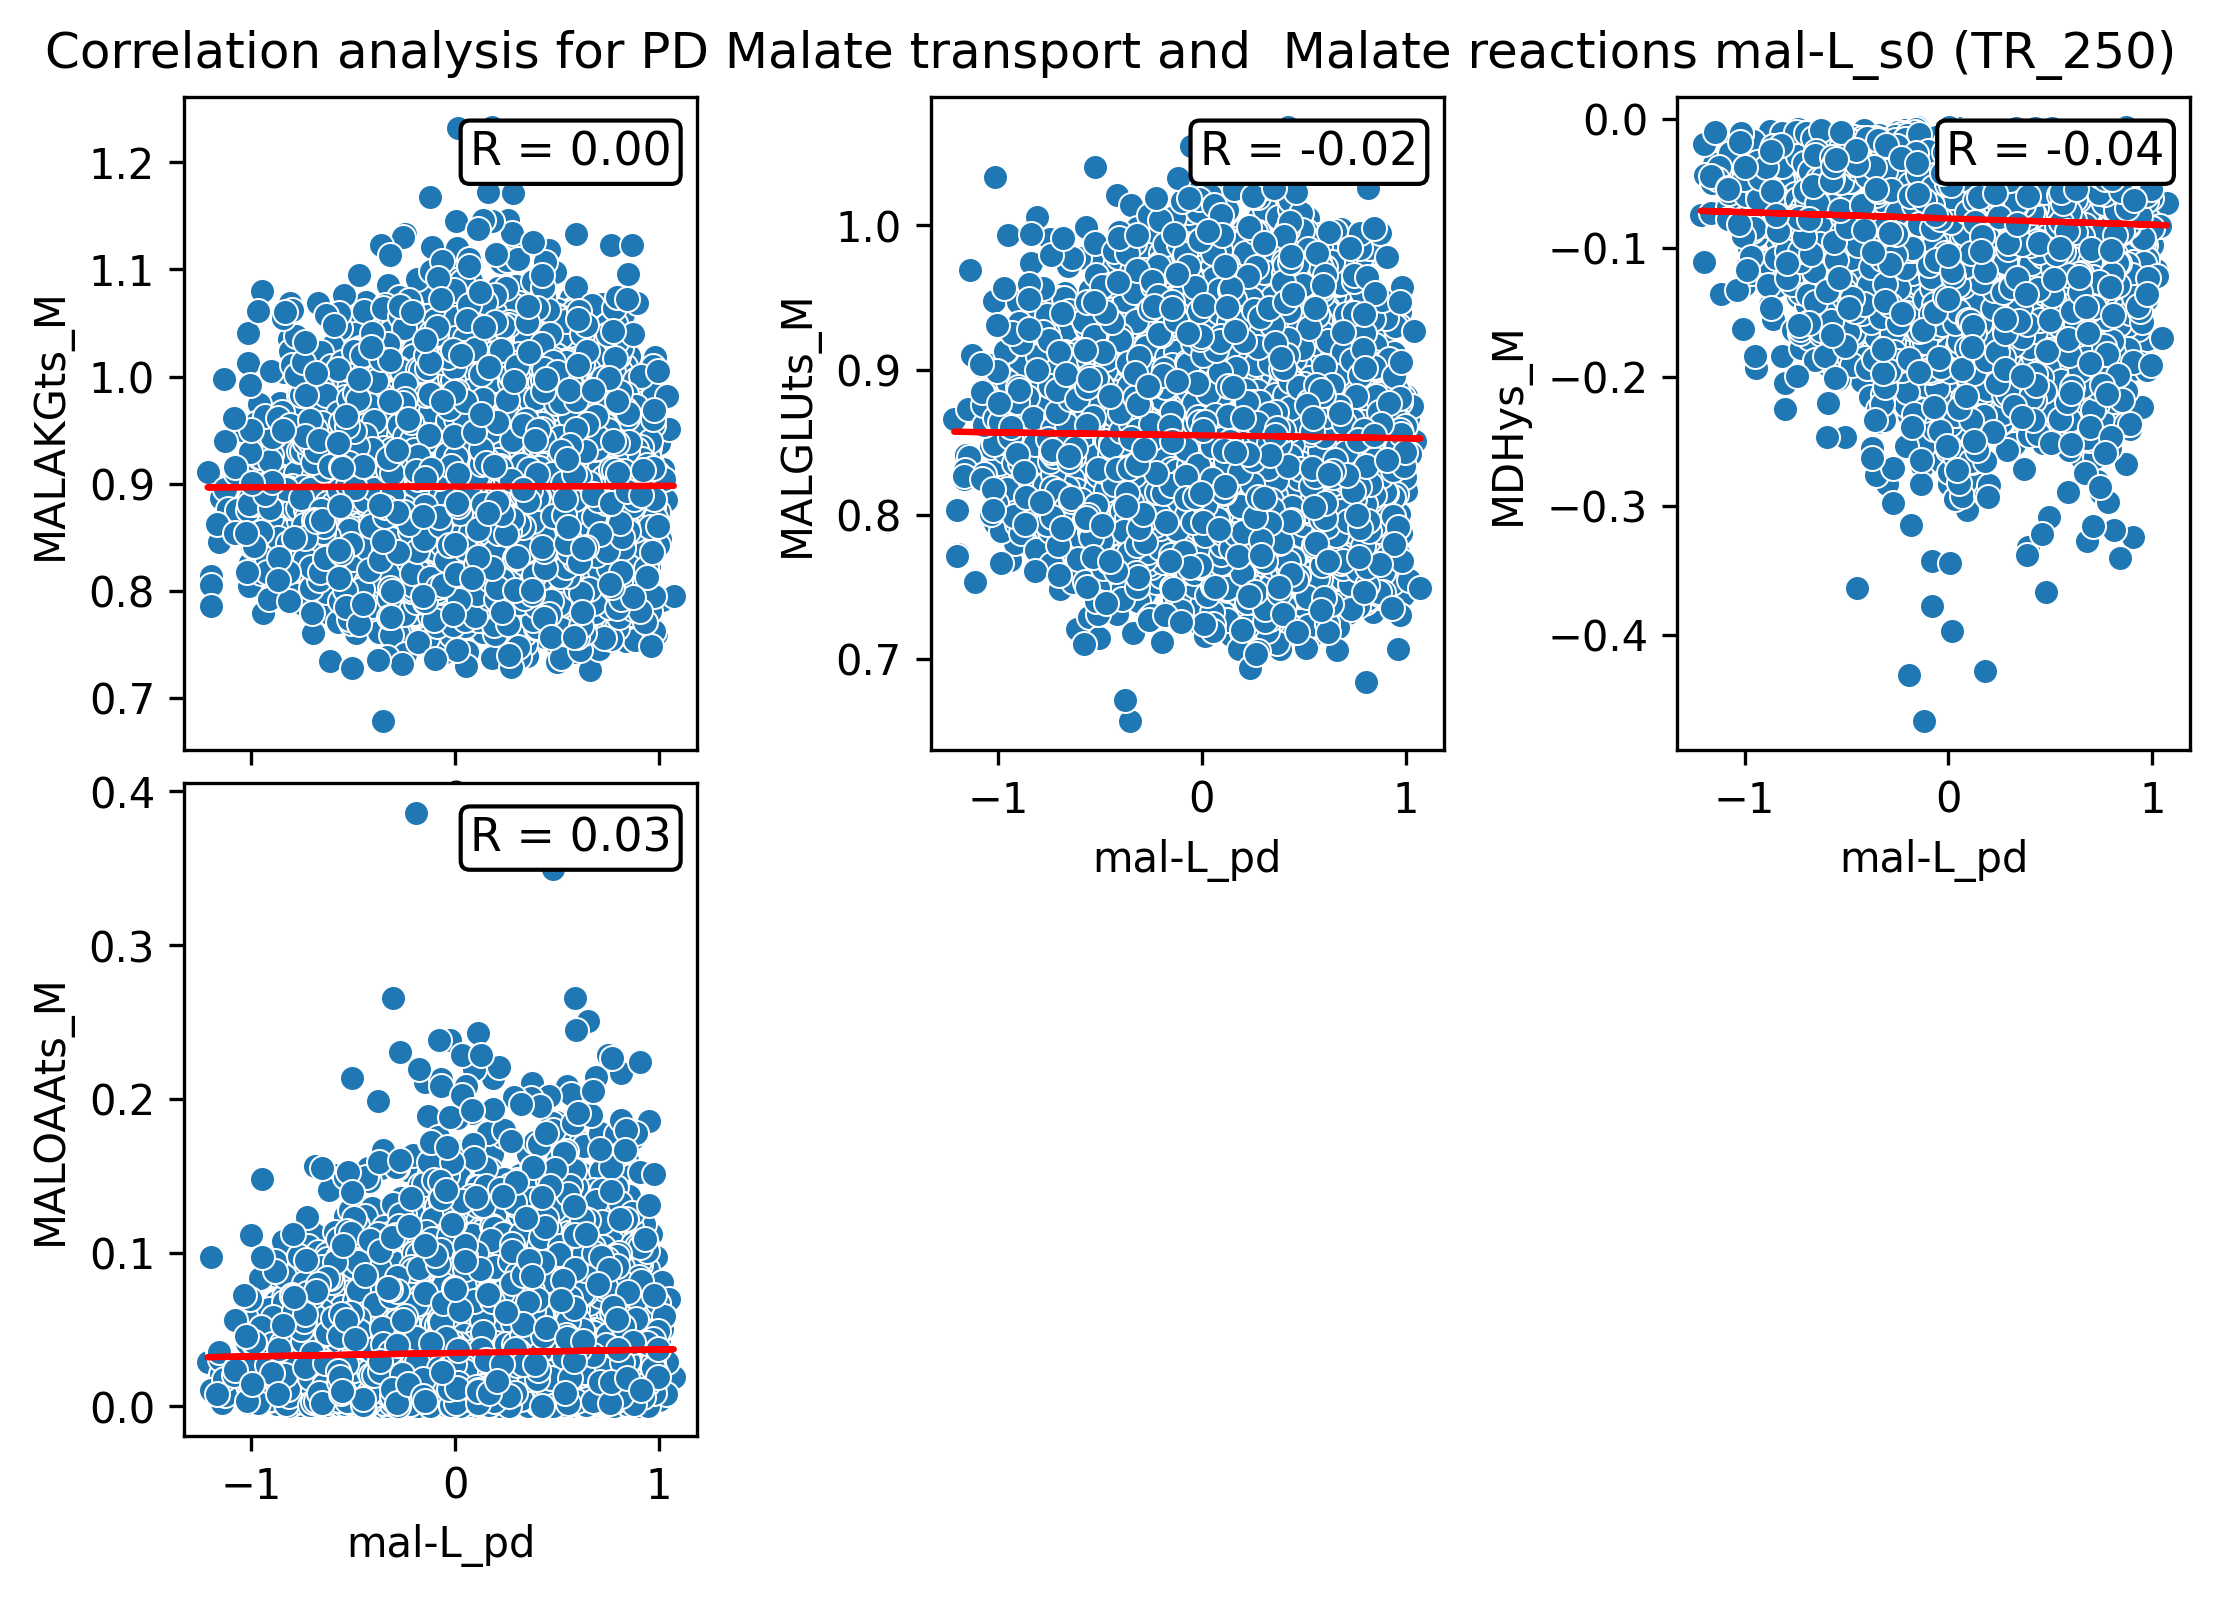 Correlation analysis for PD Malate transport and  Malate reactions mal-L_s0 (TR_250)
MALAKGts_M
1.2
1.1
1.0
0.9
0.8
0.7
R = 0.00
MALGLUts_M
1.0
0.9
0.8
0.7
R = -0.02
−1 0 1
mal-L_pd
MDHys_M
0.0
−0.1
−0.2
−0.3
−0.4
R = -0.04
−1 0 1
mal-L_pd
MALOAAts_M
0.4
0.3
0.2
0.1
0.0
R = 0.03
−1 0 1
mal-L_pd